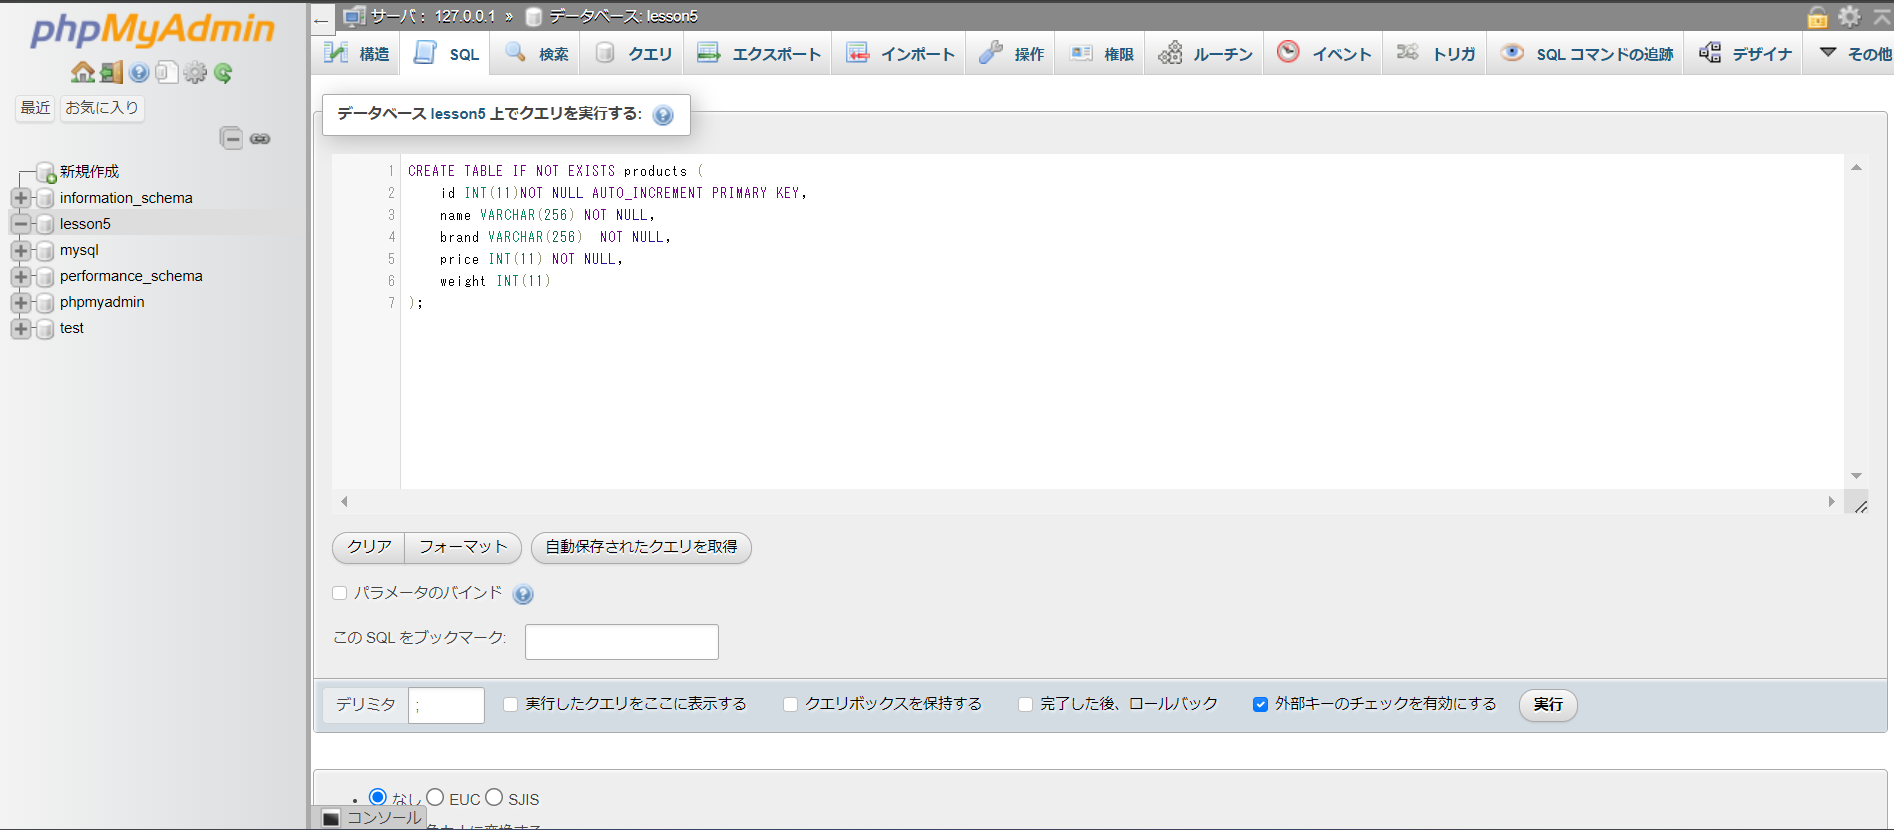 phpMyAdmin
最近 お気に入り
新規作成
information_schema
lesson5
mysql
performance_schema
phpmyadmin
test
← サーバ: 127.0.0.1 » データベース: lesson5
構造 SQL 検索 クエリ エクスポート インポート 操作 権限 ルーチン イベント トリガ SQL コマンドの追跡 デザイナ その他
データベース lesson5 上でクエリを実行する:
1 CREATE TABLE IF NOT EXISTS products (
2 id INT(11)NOT NULL AUTO_INCREMENT PRIMARY KEY,
3 name VARCHAR(256) NOT NULL,
4 brand VARCHAR(256)  NOT NULL,
5 price INT(11) NOT NULL,
6 weight INT(11)
7 );
クリア フォーマット 自動保存されたクエリを取得
パラメータのバインド
この SQL をブックマーク:
デリミタ ; 実行したクエリをここに表示する クエリボックスを保持する 完了した後、ロールバック 外部キーのチェックを有効にする 実行
なし EUC SJIS
コンソール